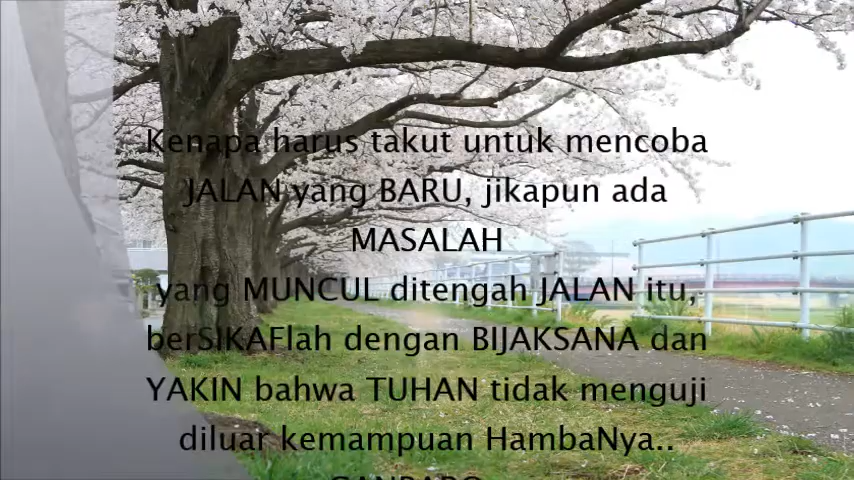 Kenapa harus takut untuk mencoba
JALAN yang BARU, jikapun ada
MASALAH
yang MUNCUL ditengah JALAN itu,
berSIKAFlah dengan BIJAKSANA dan
YAKIN bahwa TUHAN tidak menguji
diluar kemampuan HambaNya..